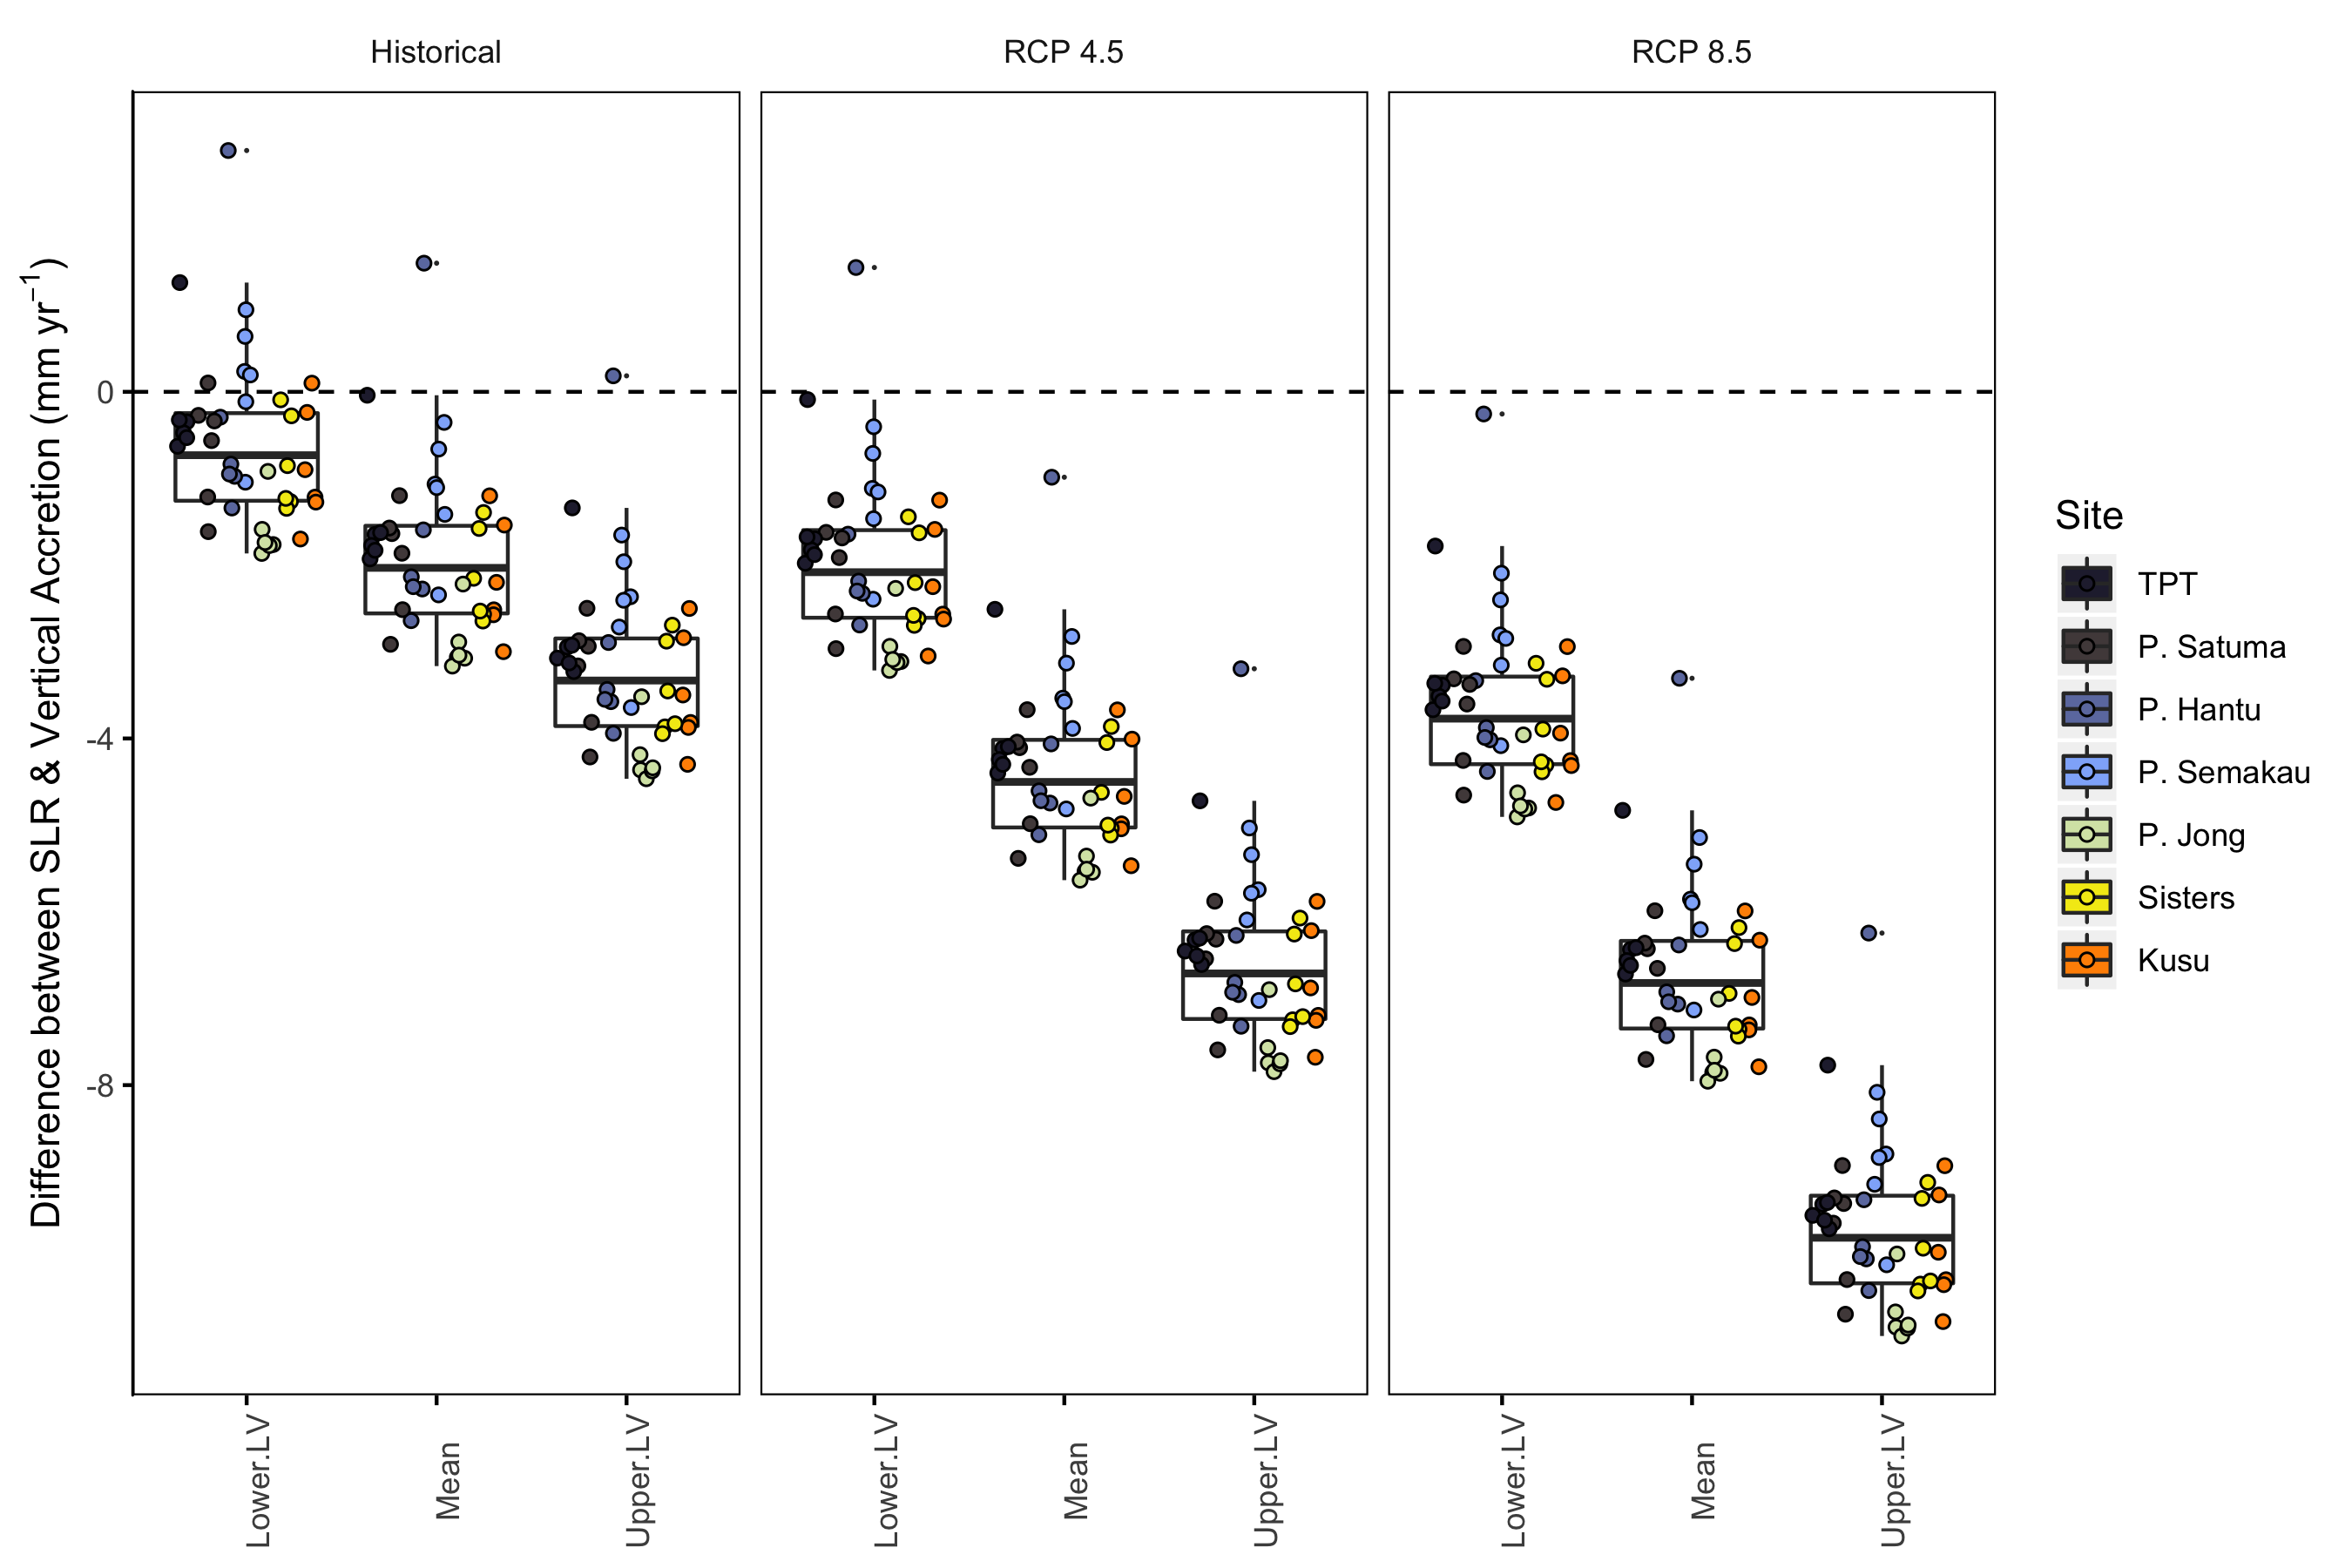 Historical
RCP 4.5
RCP 8.5
Difference between SLR & Vertical Accretion (mm yr⁻¹)
0
-4
-8
Lower.LV
Mean
Upper.LV
Lower.LV
Mean
Upper.LV
Lower.LV
Mean
Upper.LV
Site
TPT
P. Satuma
P. Hantu
P. Semakau
P. Jong
Sisters
Kusu